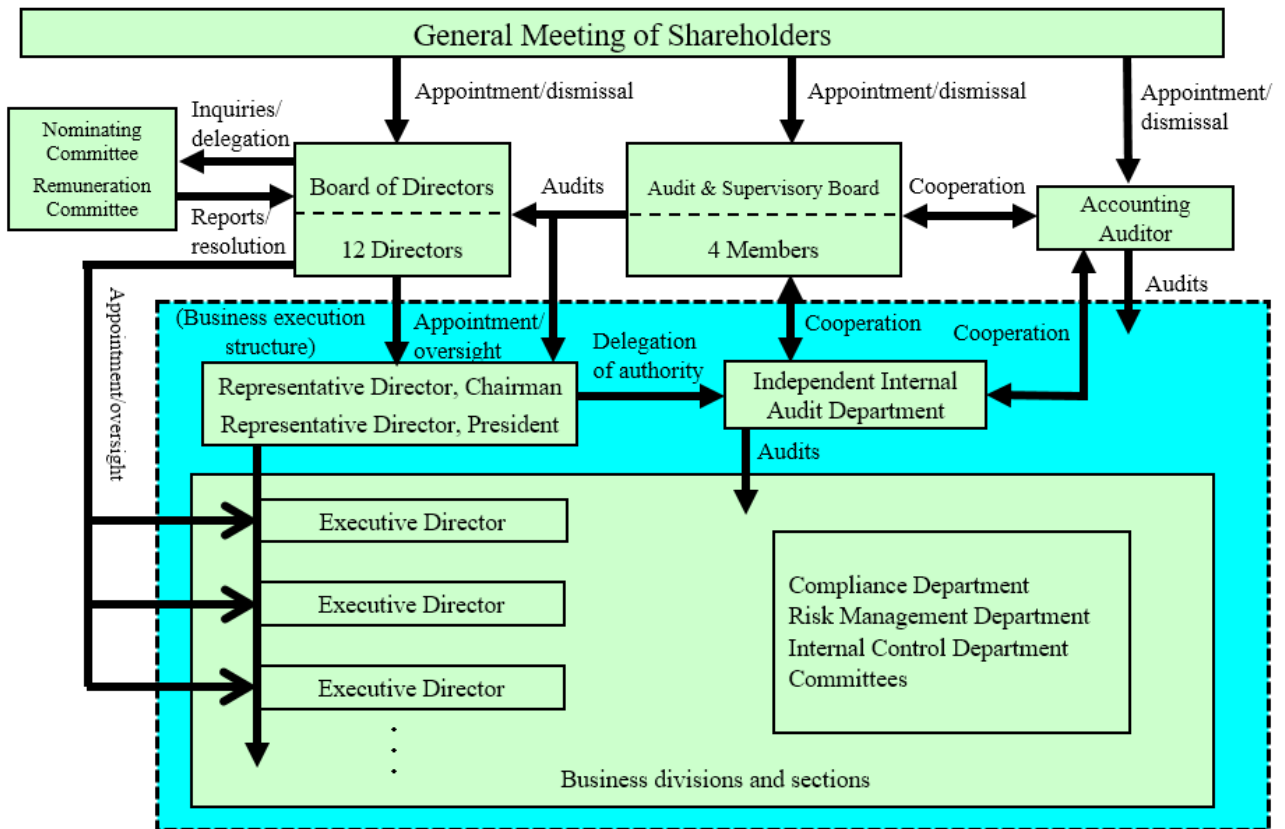 General Meeting of Shareholders
Appointment/dismissal
Appointment/dismissal
Appointment/
dismissal
Inquiries/
delegation
Nominating
Committee
Remuneration
Committee
Reports/
resolution
Board of Directors
12 Directors
Audits
Audit & Supervisory Board
4 Members
Cooperation
Accounting
Auditor
Audits
Appointment/oversight
(Business execution
structure)
Appointment/
oversight
Cooperation
Cooperation
Delegation
of authority
Representative Director, Chairman
Representative Director, President
Independent Internal
Audit Department
Audits
Executive Director
Executive Director
Executive Director
Compliance Department
Risk Management Department
Internal Control Department
Committees
Business divisions and sections